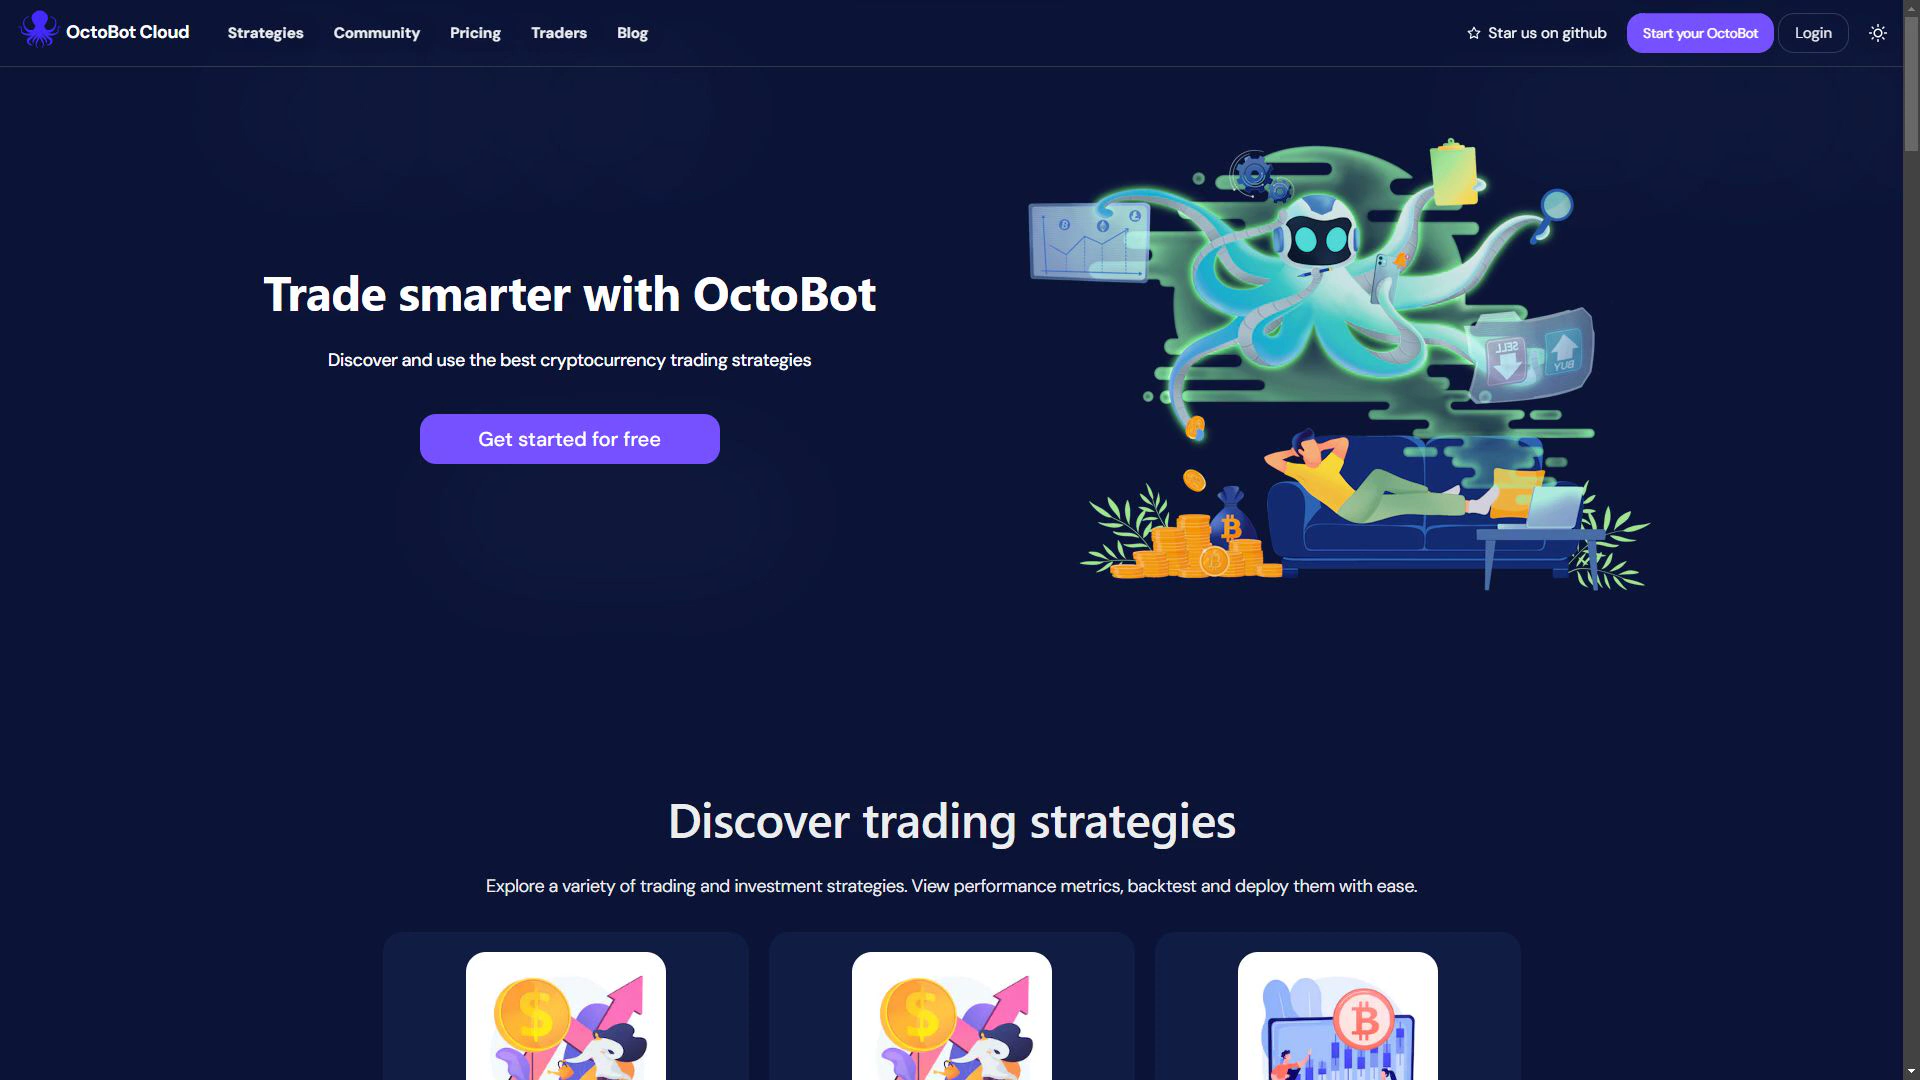 OctoBot Cloud
Strategies
Community
Pricing
Traders
Blog
Star us on github
Start your OctoBot
Login
Trade smarter with OctoBot
Discover and use the best cryptocurrency trading strategies
Get started for free
SELL
BUY
Discover trading strategies
Explore a variety of trading and investment strategies. View performance metrics, backtest and deploy them with ease.